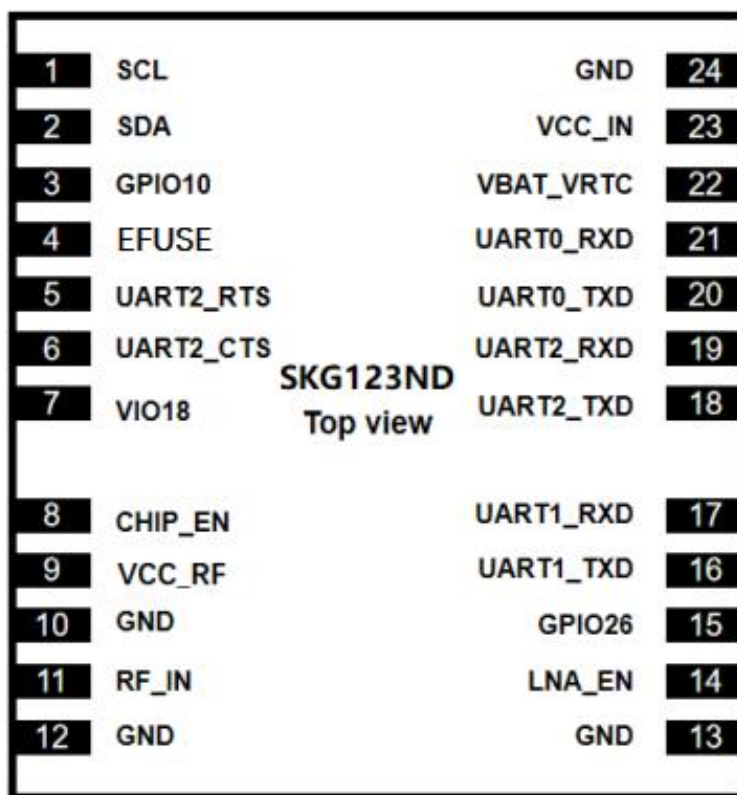 1 SCL GND 24
2 SDA VCC_IN 23
3 GPIO10 VBAT_VRTC 22
4 EFUSE UART0_RXD 21
5 UART2_RTS UART0_TXD 20
6 UART2_CTS UART2_RXD 19
SKG123ND
7 VIO18 UART2_TXD 18
Top view
8 CHIP_EN UART1_RXD 17
9 VCC_RF UART1_TXD 16
10 GND GPIO26 15
11 RF_IN LNA_EN 14
12 GND GND 13